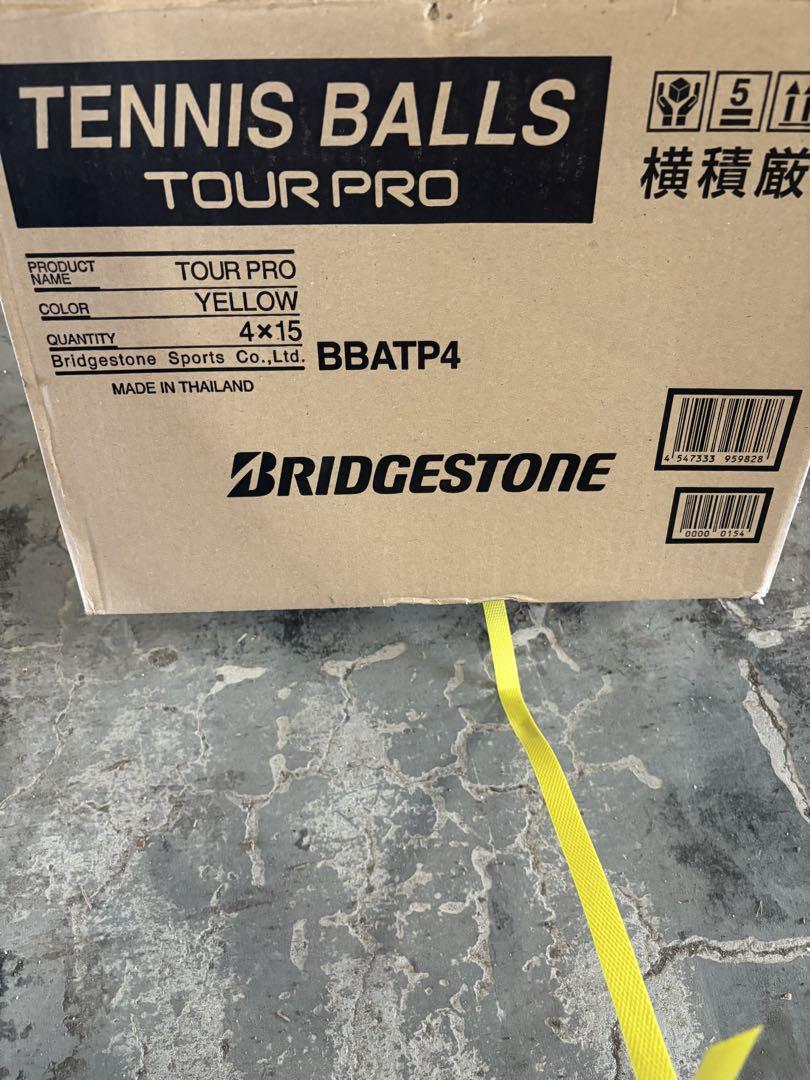 TENNIS BALLS
TOUR PRO
5
横積厳
PRODUCT NAME TOUR PRO
COLOR YELLOW
QUANTITY 4×15
Bridgestone Sports Co.,Ltd.
BBATP4
MADE IN THAILAND
BRIDGESTONE
4 547333 959828
0000 0154